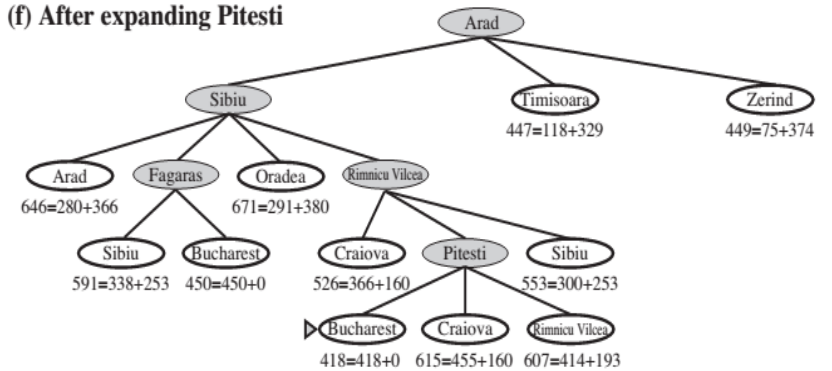 (f) After expanding Pitesti
Arad
Sibiu
Timisoara
Zerind
447=118+329
449=75+374
Arad
Fagaras
Oradea
Rimnicu Vilcea
646=280+366
671=291+380
Sibiu
Bucharest
Craiova
Pitesti
Sibiu
591=338+253
450=450+0
526=366+160
553=300+253
Bucharest
Craiova
Rimnicu Vilcea
418=418+0
615=455+160
607=414+193